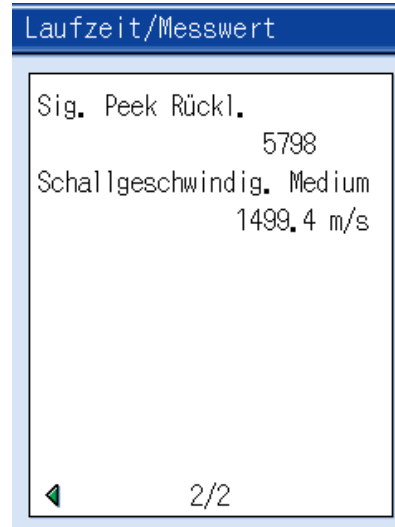 Laufzeit/Messwert
Sig. Peek Rückl.
5798
Schallgeschwindig. Medium
1499.4 m/s
2/2